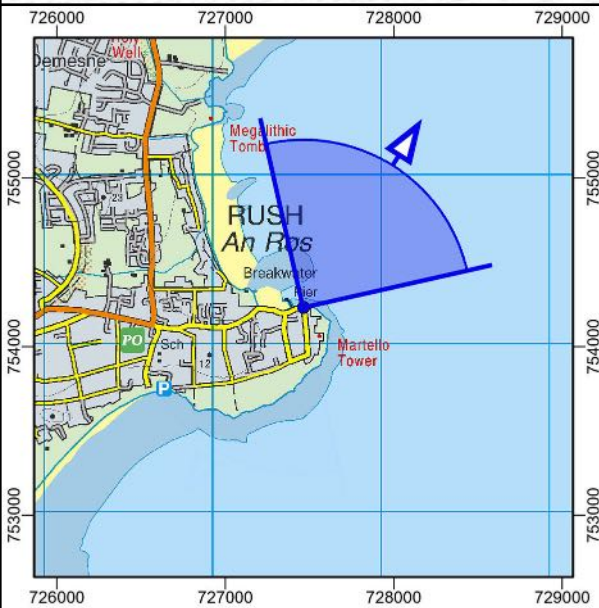 726000 727000 728000 729000
Holy
Well
Demesne
Megalithic
Tomb
755000 755000
23
RUSH
An Ros
Breakwater
Pier
754000 754000
PO
Sch
12
Martello
Tower
P
753000 753000
726000 727000 728000 729000